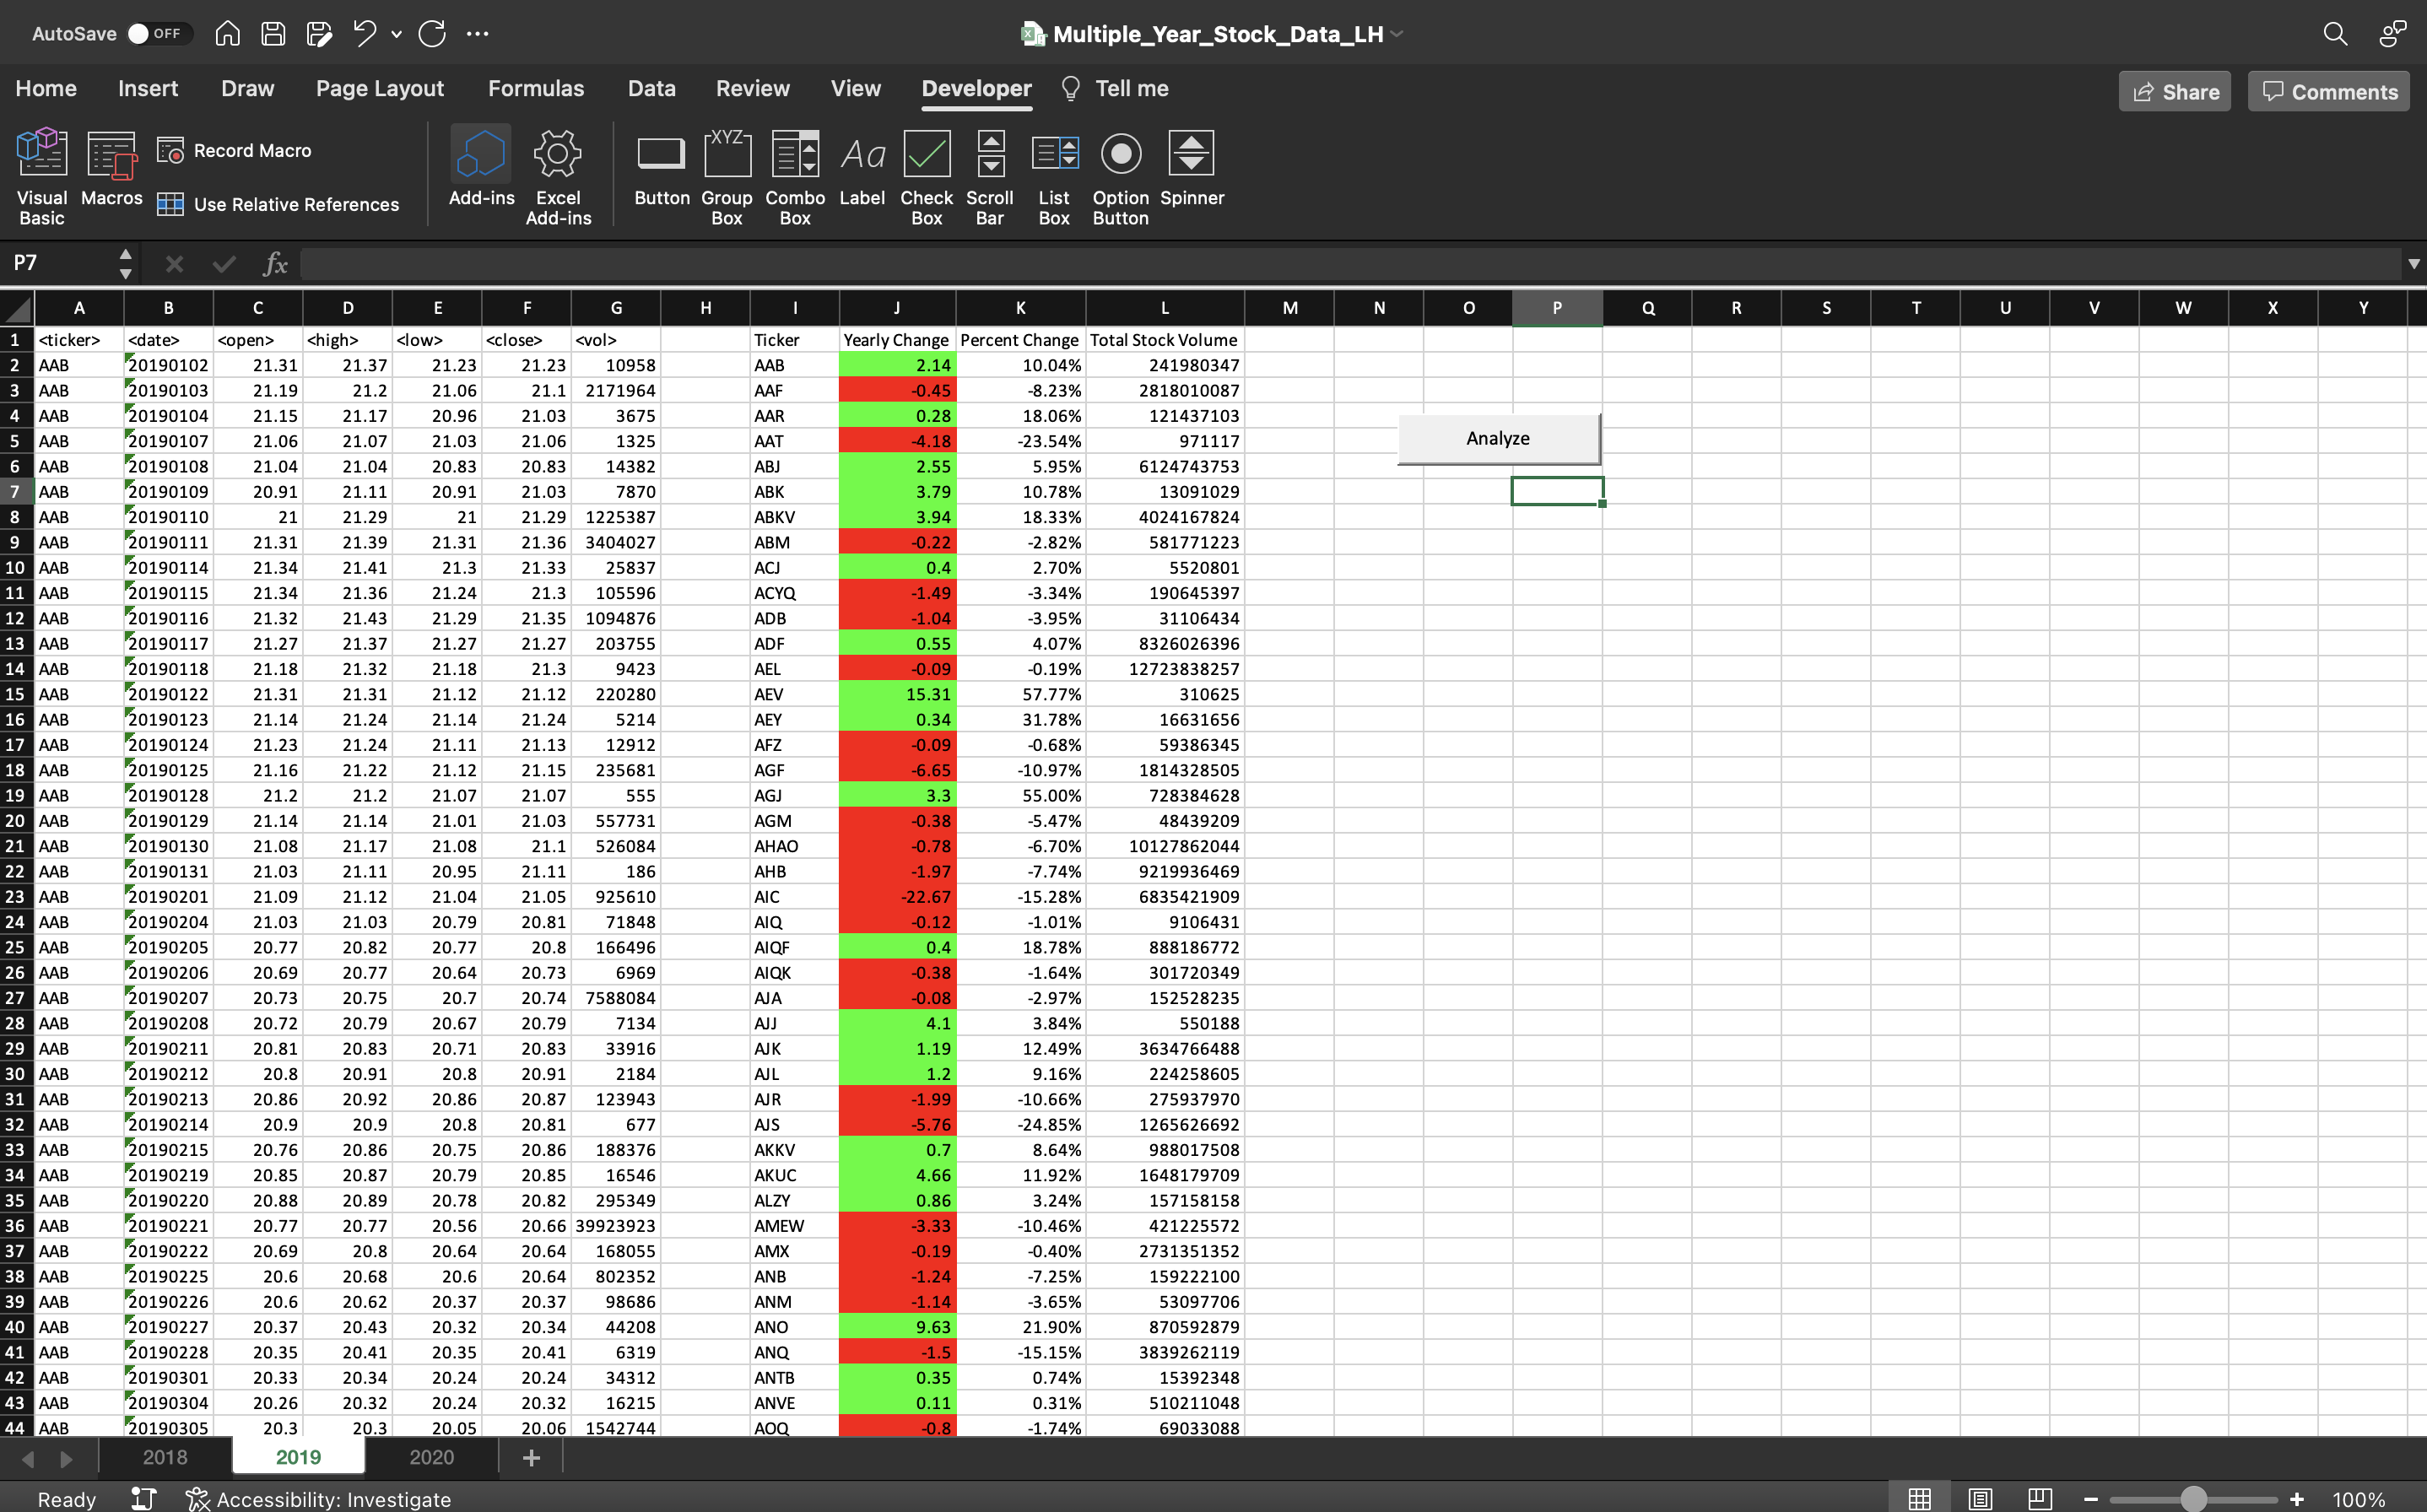 AutoSave OFF Multiple_Year_Stock_Data_LH
Home Insert Draw Page Layout Formulas Data Review View Developer Tell me Share Comments
Visual Basic Macros Record Macro Use Relative References Add-ins Excel Add-ins Button XYZ Group Box Combo Box Aa Label Check Box Scroll Bar List Box Option Button Spinner
P7 fx
A B C D E F G H I J K L M N O P Q R S T U V W X Y
1 <ticker> <date> <open> <high> <low> <close> <vol> Ticker Yearly Change Percent Change Total Stock Volume
2 AAB 20190102 21.31 21.37 21.23 21.23 10958 AAB 2.14 10.04% 241980347
3 AAB 20190103 21.19 21.2 21.06 21.1 2171964 AAF -0.45 -8.23% 2818010087
4 AAB 20190104 21.15 21.17 20.96 21.03 3675 AAR 0.28 18.06% 121437103
5 AAB 20190107 21.06 21.07 21.03 21.06 1325 AAT -4.18 -23.54% 971117 Analyze
6 AAB 20190108 21.04 21.04 20.83 20.83 14382 ABJ 2.55 5.95% 6124743753
7 AAB 20190109 20.91 21.11 20.91 21.03 7870 ABK 3.79 10.78% 13091029
8 AAB 20190110 21 21.29 21 21.29 1225387 ABKV 3.94 18.33% 4024167824
9 AAB 20190111 21.31 21.39 21.31 21.36 3404027 ABM -0.22 -2.82% 581771223
10 AAB 20190114 21.34 21.41 21.3 21.33 25837 ACJ 0.4 2.70% 5520801
11 AAB 20190115 21.34 21.36 21.24 21.3 105596 ACYQ -1.49 -3.34% 190645397
12 AAB 20190116 21.32 21.43 21.29 21.35 1094876 ADB -1.04 -3.95% 31106434
13 AAB 20190117 21.27 21.37 21.27 21.27 203755 ADF 0.55 4.07% 8326026396
14 AAB 20190118 21.18 21.32 21.18 21.3 9423 AEL -0.09 -0.19% 12723838257
15 AAB 20190122 21.31 21.31 21.12 21.12 220280 AEV 15.31 57.77% 310625
16 AAB 20190123 21.14 21.24 21.14 21.24 5214 AEY 0.34 31.78% 16631656
17 AAB 20190124 21.23 21.24 21.11 21.13 12912 AFZ -0.09 -0.68% 59386345
18 AAB 20190125 21.16 21.22 21.12 21.15 235681 AGF -6.65 -10.97% 1814328505
19 AAB 20190128 21.2 21.2 21.07 21.07 555 AGJ 3.3 55.00% 728384628
20 AAB 20190129 21.14 21.14 21.01 21.03 557731 AGM -0.38 -5.47% 48439209
21 AAB 20190130 21.08 21.17 21.08 21.1 526084 AHAO -0.78 -6.70% 10127862044
22 AAB 20190131 21.03 21.11 20.95 21.11 186 AHB -1.97 -7.74% 9219936469
23 AAB 20190201 21.09 21.12 21.04 21.05 925610 AIC -22.67 -15.28% 6835421909
24 AAB 20190204 21.03 21.03 20.79 20.81 71848 AIQ -0.12 -1.01% 9106431
25 AAB 20190205 20.77 20.82 20.77 20.8 166496 AIQF 0.4 18.78% 888186772
26 AAB 20190206 20.69 20.77 20.64 20.73 6969 AIQK -0.38 -1.64% 301720349
27 AAB 20190207 20.73 20.75 20.7 20.74 7588084 AJA -0.08 -2.97% 152528235
28 AAB 20190208 20.72 20.79 20.67 20.79 7134 AJJ 4.1 3.84% 550188
29 AAB 20190211 20.81 20.83 20.71 20.83 33916 AJK 1.19 12.49% 3634766488
30 AAB 20190212 20.8 20.91 20.8 20.91 2184 AJL 1.2 9.16% 224258605
31 AAB 20190213 20.86 20.92 20.86 20.87 123943 AJR -1.99 -10.66% 275937970
32 AAB 20190214 20.9 20.9 20.8 20.81 677 AJS -5.76 -24.85% 1265626692
33 AAB 20190215 20.76 20.86 20.75 20.86 188376 AKKV 0.7 8.64% 988017508
34 AAB 20190219 20.85 20.87 20.79 20.85 16546 AKUC 4.66 11.92% 1648179709
35 AAB 20190220 20.88 20.89 20.78 20.82 295349 ALZY 0.86 3.24% 157158158
36 AAB 20190221 20.77 20.77 20.56 20.66 39923923 AMEW -3.33 -10.46% 421225572
37 AAB 20190222 20.69 20.8 20.64 20.64 168055 AMX -0.19 -0.40% 2731351352
38 AAB 20190225 20.6 20.68 20.6 20.64 802352 ANB -1.24 -7.25% 159222100
39 AAB 20190226 20.6 20.62 20.37 20.37 98686 ANM -1.14 -3.65% 53097706
40 AAB 20190227 20.37 20.43 20.32 20.34 44208 ANO 9.63 21.90% 870592879
41 AAB 20190228 20.35 20.41 20.35 20.41 6319 ANQ -1.5 -15.15% 3839262119
42 AAB 20190301 20.33 20.34 20.24 20.24 34312 ANTB 0.35 0.74% 15392348
43 AAB 20190304 20.26 20.32 20.24 20.32 16215 ANVE 0.11 0.31% 510211048
44 AAB 20190305 20.3 20.3 20.05 20.06 1542744 AOQ -0.8 -1.74% 69033088
2018 2019 2020 +
Ready Accessibility: Investigate 100%